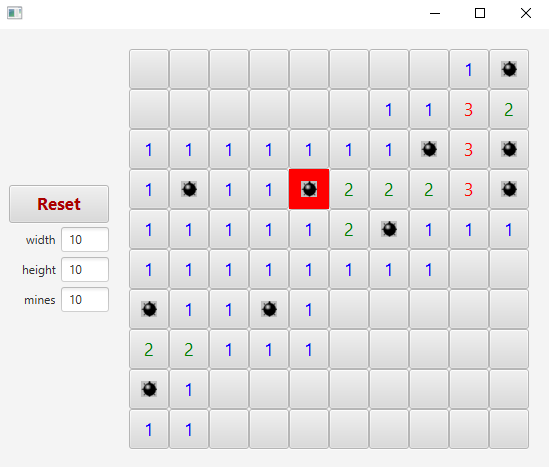 1
1 1 3 2
1 1 1 1 1 1 1 3
1 1 1 2 2 2 3
Reset
1 1 1 1 1 2 1 1 1
width 10
1 1 1 1 1 1 1 1
height 10
mines 10
1 1 1
2 2 1 1 1
1
1 1